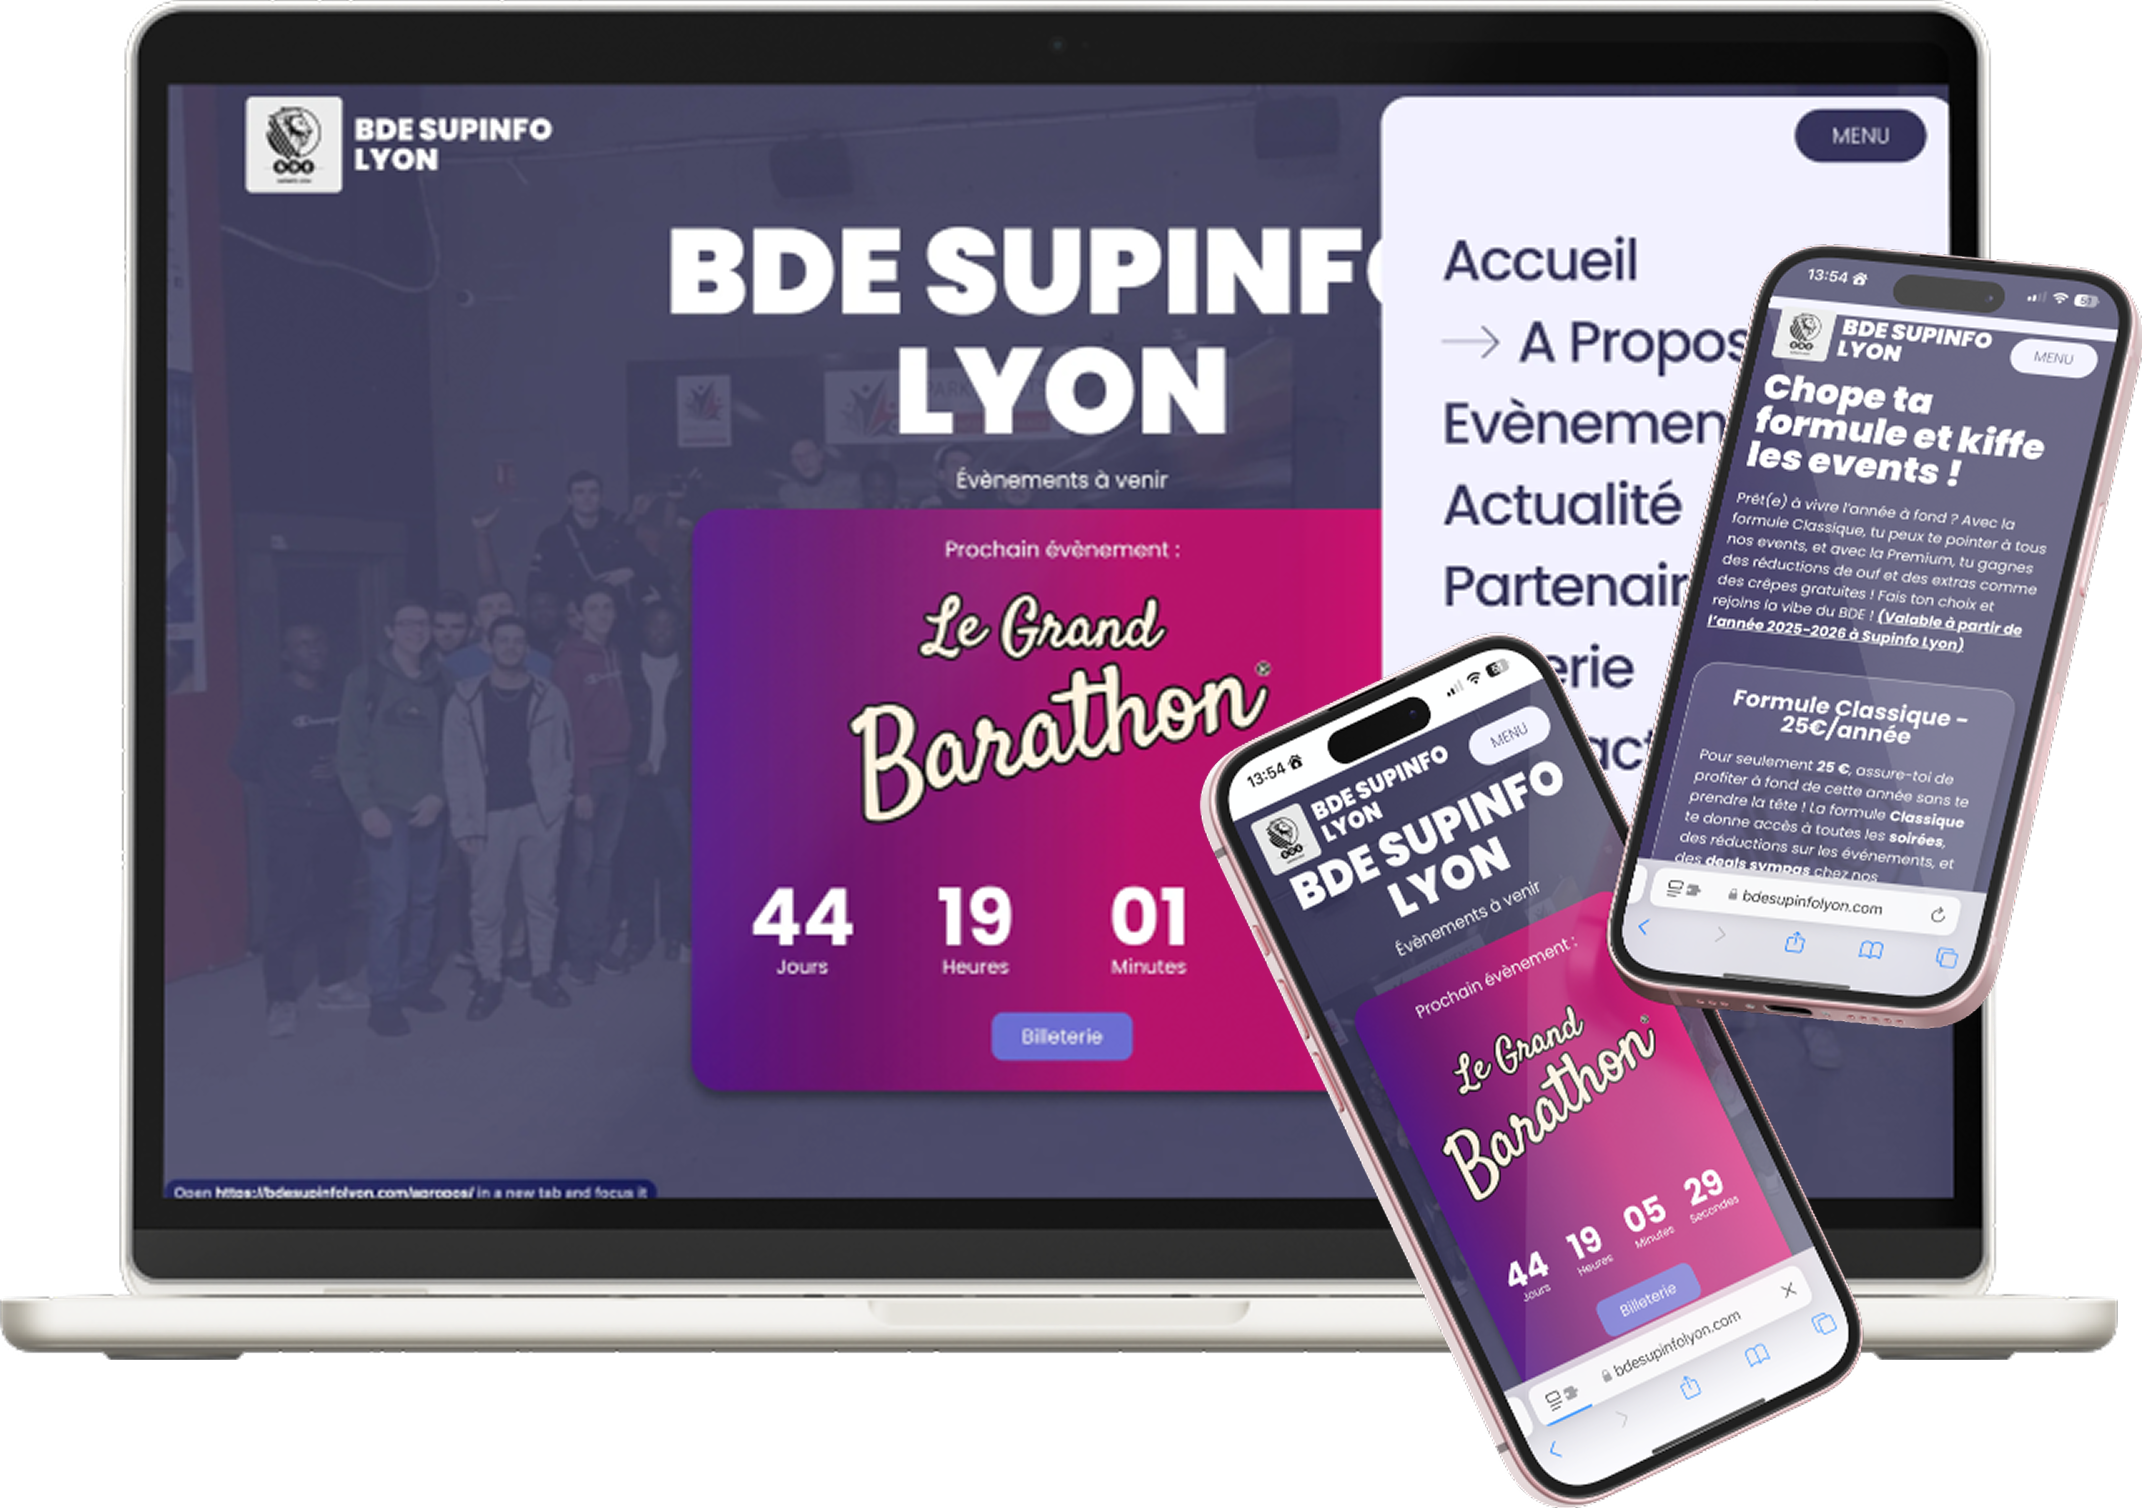 BDE SUPINFO
LYON
MENU
BDE SUPINFO
LYON
Évènements à venir
Prochain évènement :
Le Grand
Barathon
44
19
01
Jours
Heures
Minutes
Billeterie
Accueil
→ A Propos
Evènemen
Actualité
Partenair
erie
act
Open https://bdesupinfolyon.com/apropos/ in a new tab and focus it
13:54
59
BDE SUPINFO
LYON
MENU
Chope ta
formule et kiffe
les events !
Prêt(e) à vivre l'année à fond ? Avec la
formule Classique, tu peux te pointer à tous
nos events, et avec la Premium, tu gagnes
des réductions de ouf et des extras comme
des crêpes gratuites ! Fais ton choix et
rejoins la vibe du BDE ! (Valable à partir de
l'année 2025-2026 à Supinfo Lyon)
Formule Classique -
25€/année
Pour seulement 25 €, assure-toi de
profiter à fond de cette année sans te
prendre la tête ! La formule Classique
te donne accès à toutes les soirées,
des réductions sur les événements, et
des deals sympas chez nos
bdesupinfolyon.com
13:54
BDE SUPINFO
LYON
MENU
BDE SUPINFO
LYON
Évènements à venir
Prochain évènement :
Le Grand
Barathon
44
19
05
29
Jours
Heures
Minutes
Secondes
Billeterie
bdesupinfolyon.com